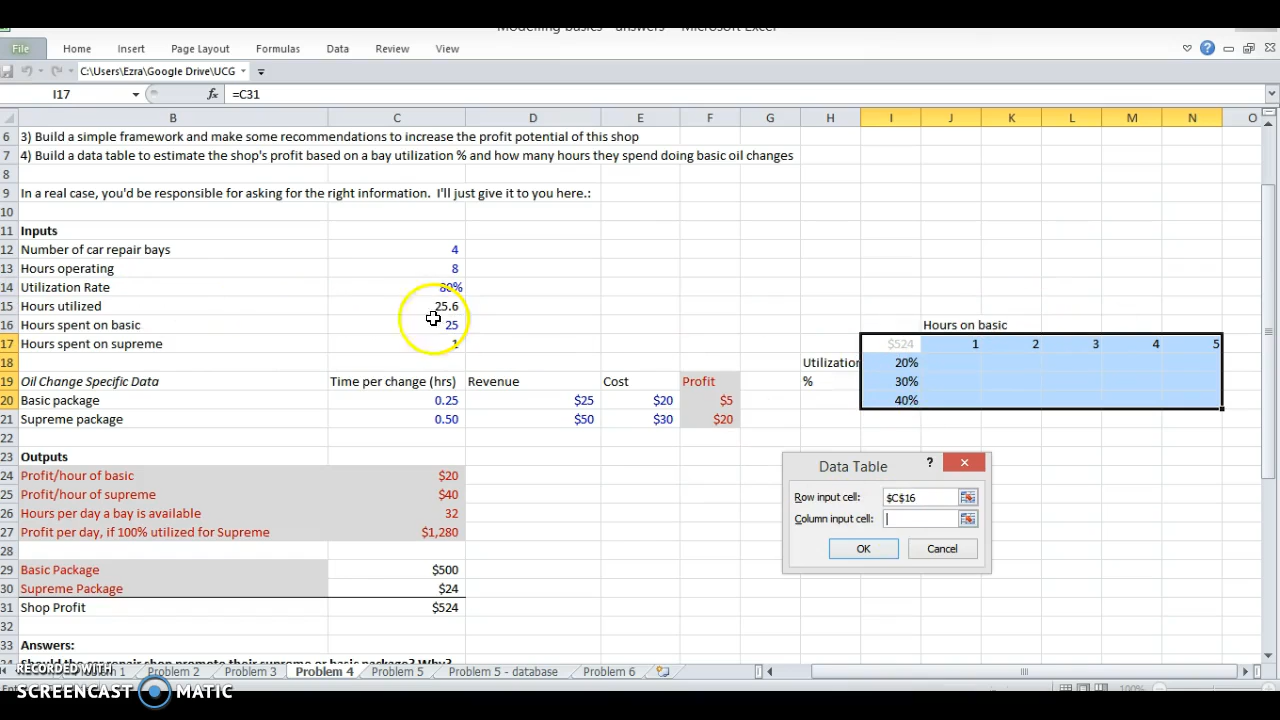 Modelling basics - answers - Microsoft Excel
File Home Insert Page Layout Formulas Data Review View
C:\Users\Ezra\Google Drive\UCG
I17 fx =C31
B C D E F G H I J K L M N O
6 3) Build a simple framework and make some recommendations to increase the profit potential of this shop
7 4) Build a data table to estimate the shop's profit based on a bay utilization % and how many hours they spend doing basic oil changes
8
9 In a real case, you'd be responsible for asking for the right information. I'll just give it to you here.:
10
11 Inputs
12 Number of car repair bays 4
13 Hours operating 8
14 Utilization Rate 80%
15 Hours utilized 25.6
16 Hours spent on basic 25 Hours on basic
17 Hours spent on supreme 1 $524 1 2 3 4 5
18 Utilization 20%
19 Oil Change Specific Data Time per change (hrs) Revenue Cost Profit % 30%
20 Basic package 0.25 $25 $20 $5 40%
21 Supreme package 0.50 $50 $30 $20
22
23 Outputs
24 Profit/hour of basic $20
25 Profit/hour of supreme $40
26 Hours per day a bay is available 32
27 Profit per day, if 100% utilized for Supreme $1,280
28
29 Basic Package $500
30 Supreme Package $24
31 Shop Profit $524
32
33 Answers:
Data Table ?
Row input cell: $C$16
Column input cell:
OK Cancel
Problem 2 Problem 3 Problem 4 Problem 5 Problem 5 - database Problem 6
100%
RECORDED WITH
SCREENCAST MATIC